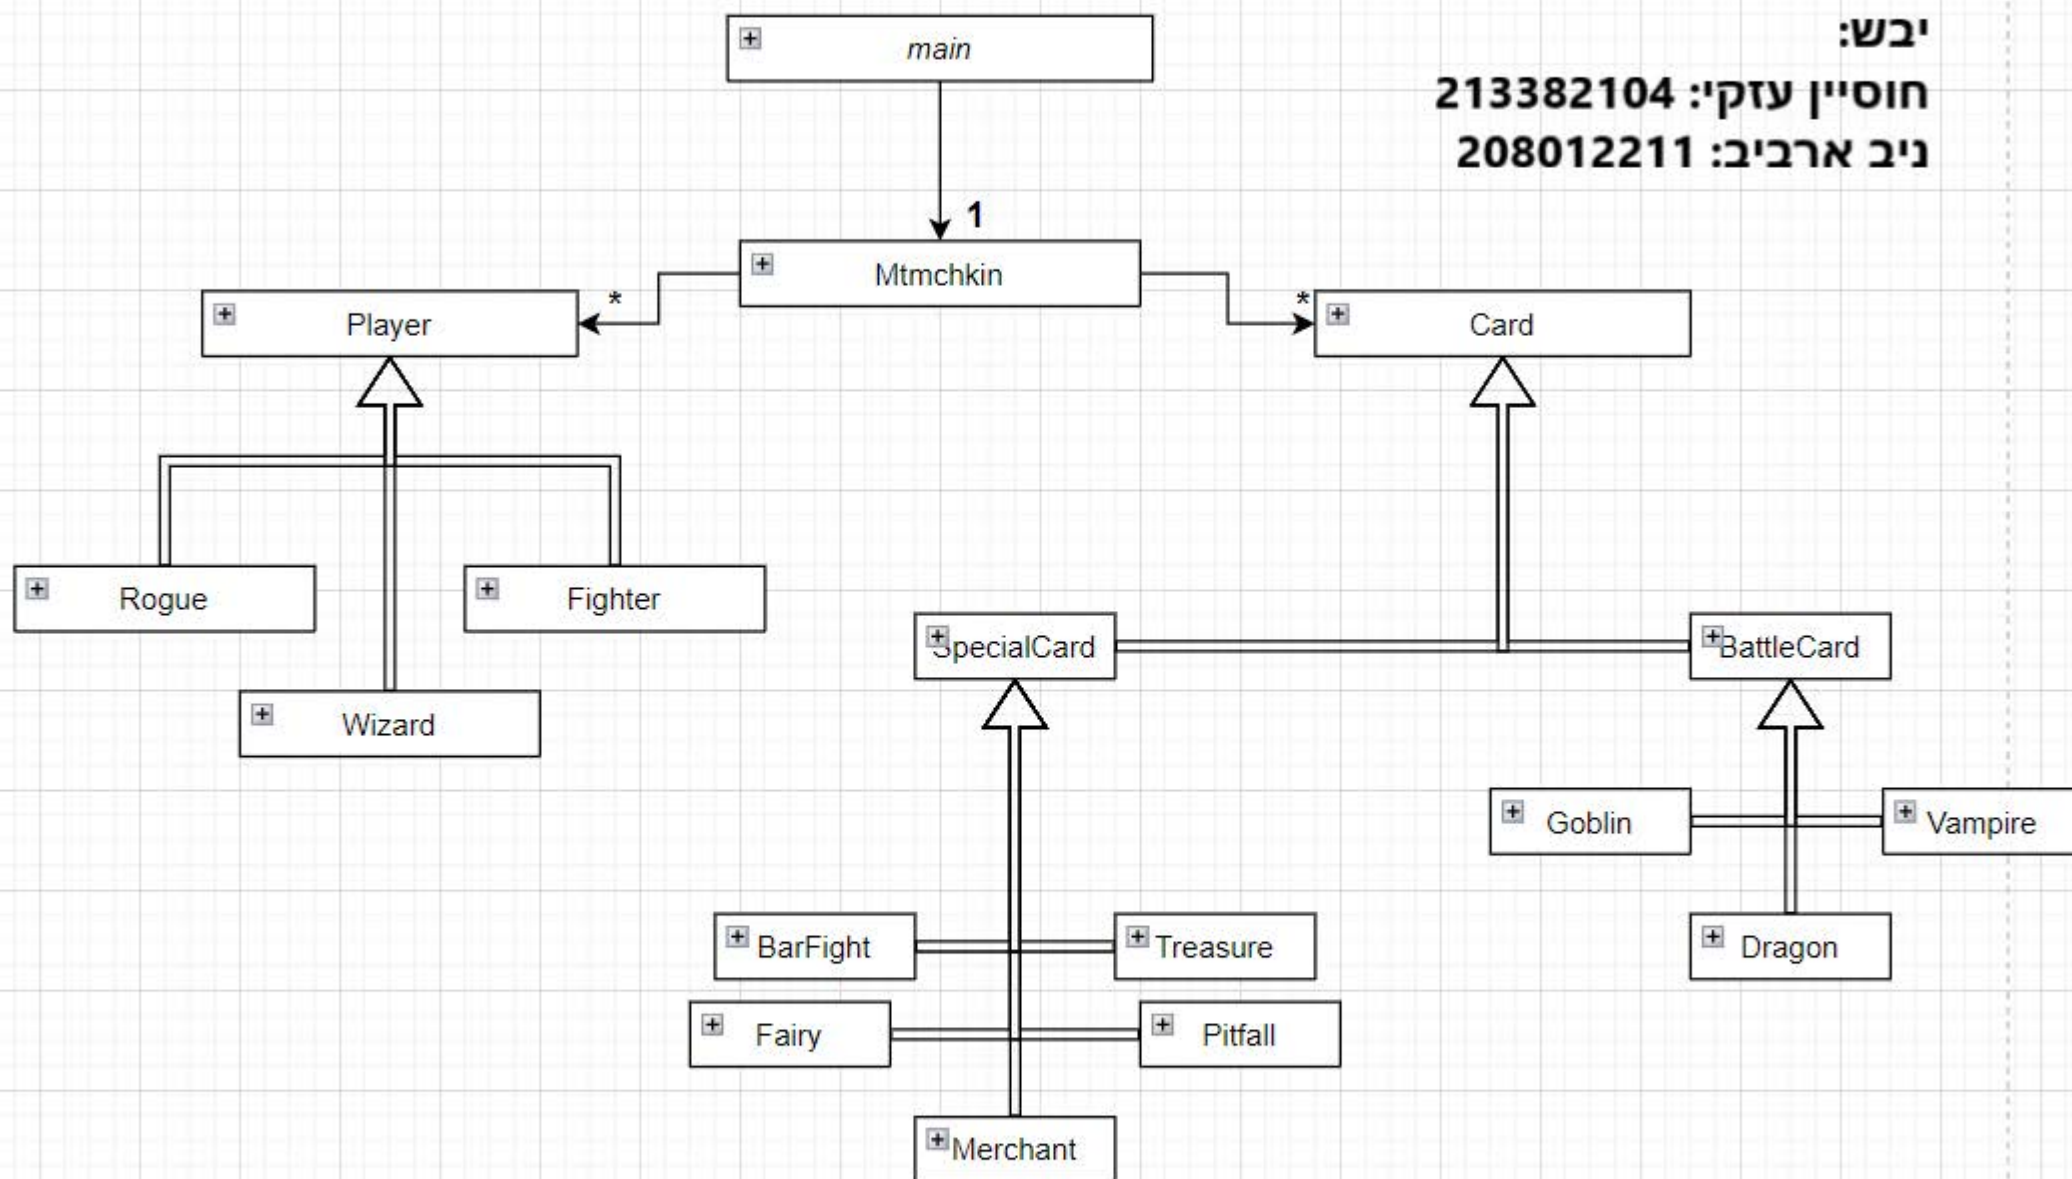 main
יבש:
חוסיין עזקי: 213382104
ניב ארביב: 208012211
1
Mtmchkin
*
*
Player
Card
Rogue
Fighter
SpecialCard
BattleCard
Wizard
Goblin
Vampire
BarFight
Treasure
Dragon
Fairy
Pitfall
Merchant